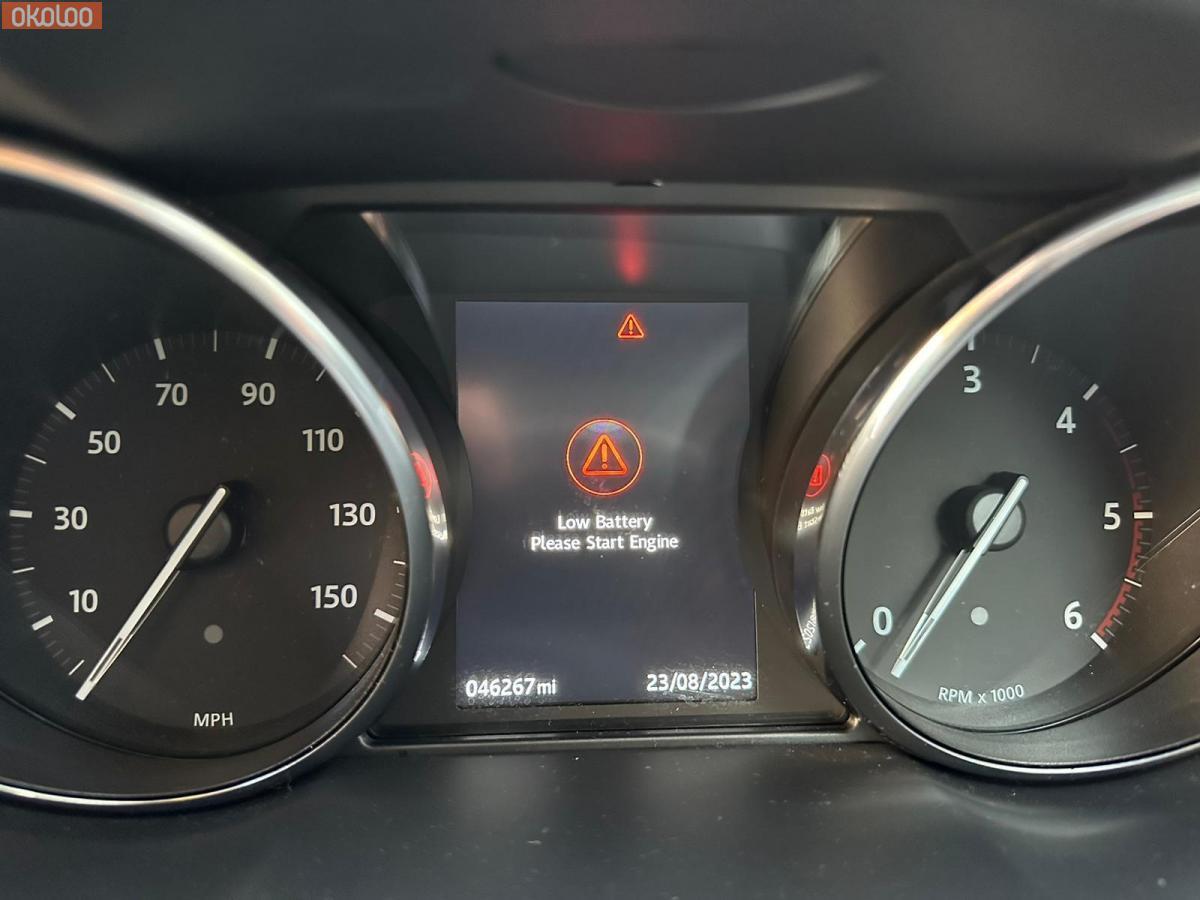 okoloo
70 90
50 110
30 130
10 150
MPH
Low Battery
Please Start Engine
046267mi 23/08/2023
3
4
5
0 6
RPM x 1000